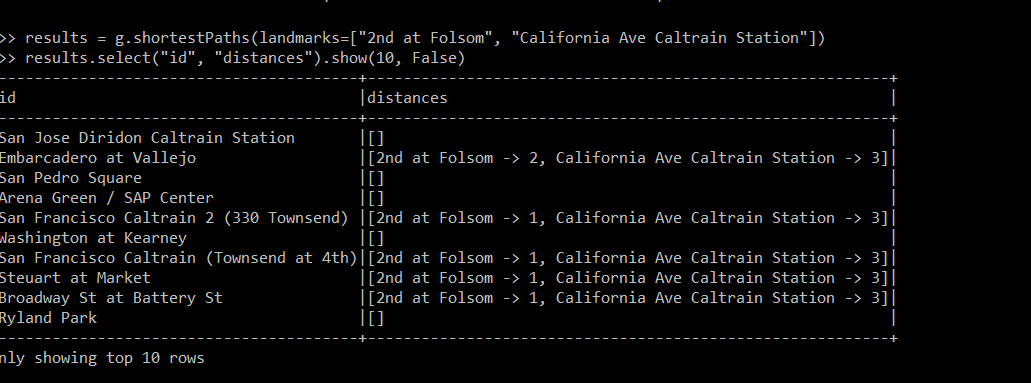 >> results = g.shortestPaths(landmarks=["2nd at Folsom", "California Ave Caltrain Station"])
>> results.select("id", "distances").show(10, False)
-----------------------------------+----------------------------------------------------+
id |distances |
-----------------------------------+----------------------------------------------------+
San Jose Diridon Caltrain Station |[] |
Embarcadero at Vallejo |[2nd at Folsom -> 2, California Ave Caltrain Station -> 3]|
San Pedro Square |[] |
Arena Green / SAP Center |[] |
San Francisco Caltrain 2 (330 Townsend) |[2nd at Folsom -> 1, California Ave Caltrain Station -> 3]|
Washington at Kearney |[] |
San Francisco Caltrain (Townsend at 4th)|[2nd at Folsom -> 1, California Ave Caltrain Station -> 3]|
Steuart at Market |[2nd at Folsom -> 1, California Ave Caltrain Station -> 3]|
Broadway St at Battery St |[2nd at Folsom -> 1, California Ave Caltrain Station -> 3]|
Ryland Park |[] |
-----------------------------------+----------------------------------------------------+
nly showing top 10 rows